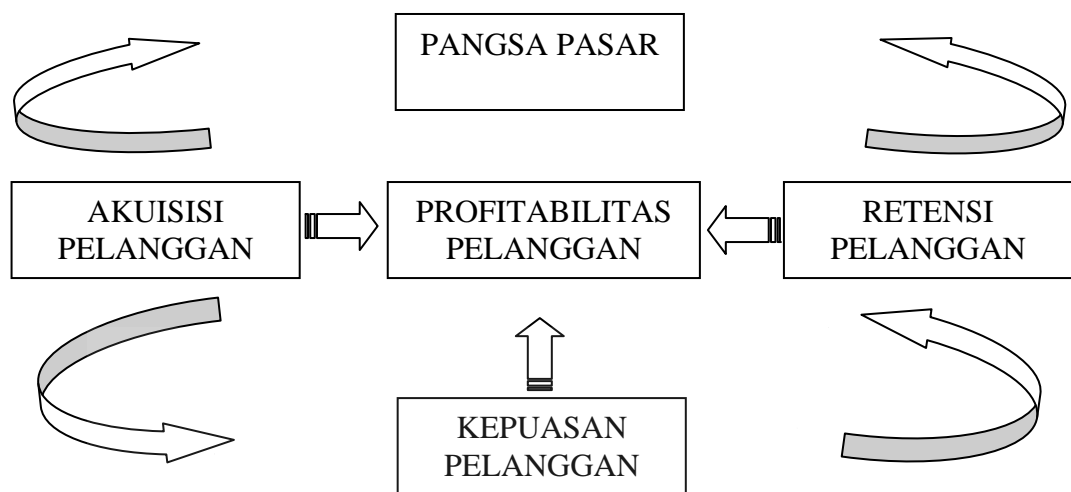 PANGSA PASAR
AKUISISI
PELANGGAN
PROFITABILITAS
PELANGGAN
RETENSI
PELANGGAN
KEPUASAN
PELANGGAN